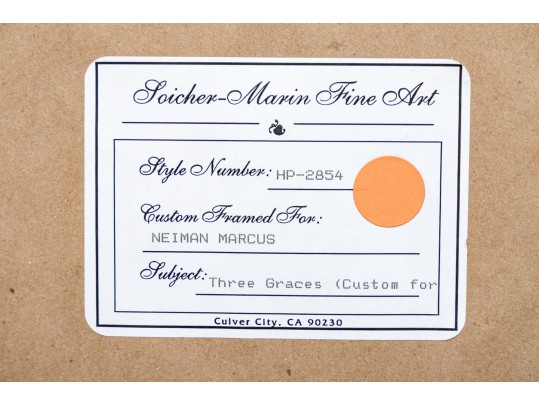 Soicher-Marin Fine Art
Style Number: HP-2854
Custom Framed For:
NEIMAN MARCUS
Subject: Three Graces (Custom for
Culver City, CA 90230